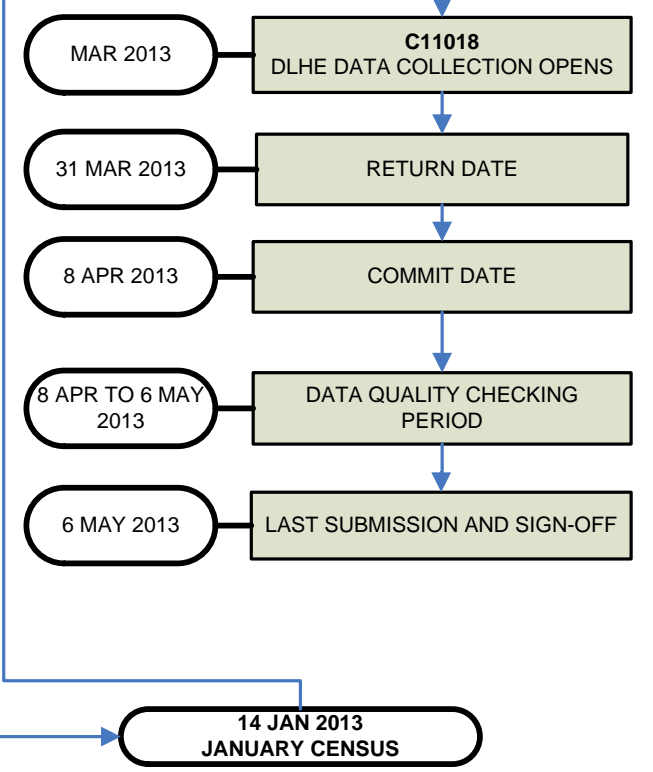 MAR 2013
C11018
DLHE DATA COLLECTION OPENS
31 MAR 2013
RETURN DATE
8 APR 2013
COMMIT DATE
8 APR TO 6 MAY
2013
DATA QUALITY CHECKING
PERIOD
6 MAY 2013
LAST SUBMISSION AND SIGN-OFF
14 JAN 2013
JANUARY CENSUS